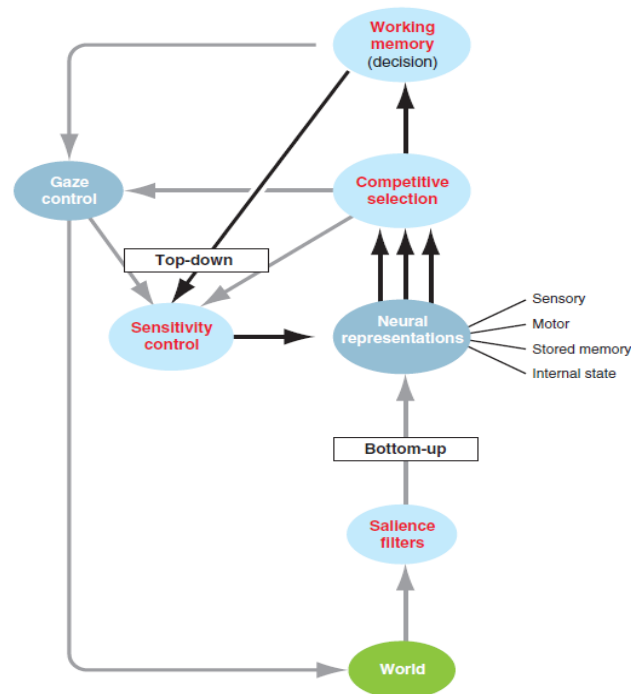 Working
memory
(decision)
Gaze
control
Competitive
selection
Top-down
Sensory
Sensitivity
control
Neural
representations
Motor
Stored memory
Internal state
Bottom-up
Salience
filters
World